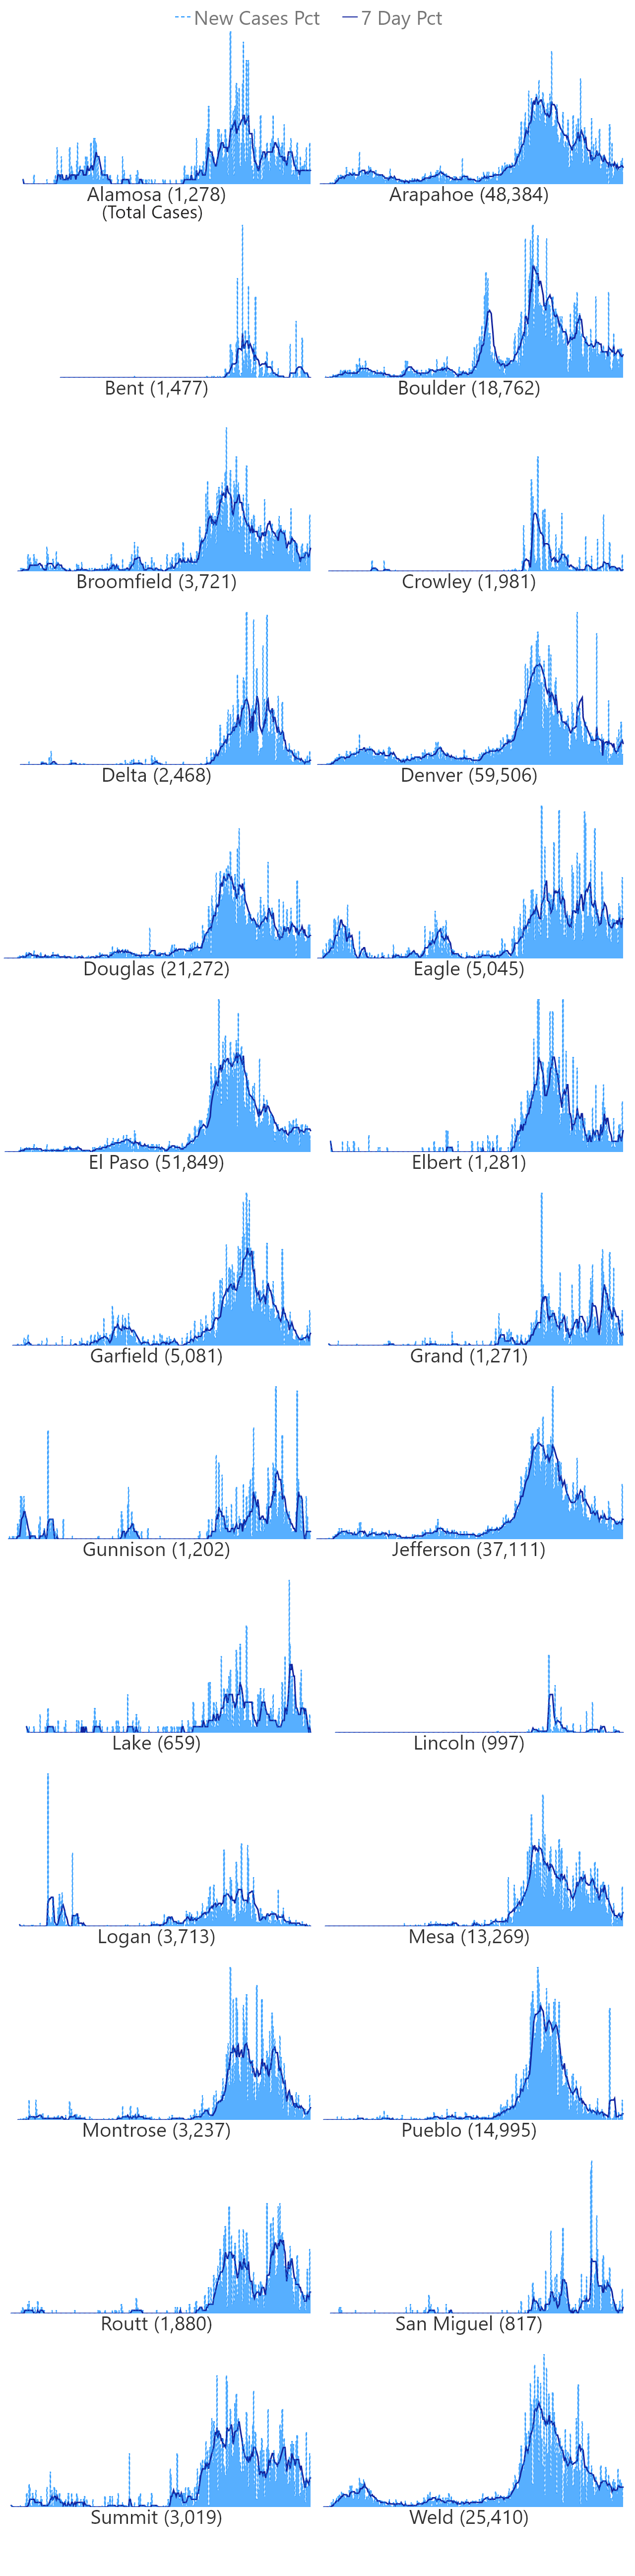 New Cases Pct 7 Day Pct
Alamosa (1,278) Arapahoe (48,384)
(Total Cases)
Bent (1,477) Boulder (18,762)
Broomfield (3,721) Crowley (1,981)
Delta (2,468) Denver (59,506)
Douglas (21,272) Eagle (5,045)
El Paso (51,849) Elbert (1,281)
Garfield (5,081) Grand (1,271)
Gunnison (1,202) Jefferson (37,111)
Lake (659) Lincoln (997)
Logan (3,713) Mesa (13,269)
Montrose (3,237) Pueblo (14,995)
Routt (1,880) San Miguel (817)
Summit (3,019) Weld (25,410)